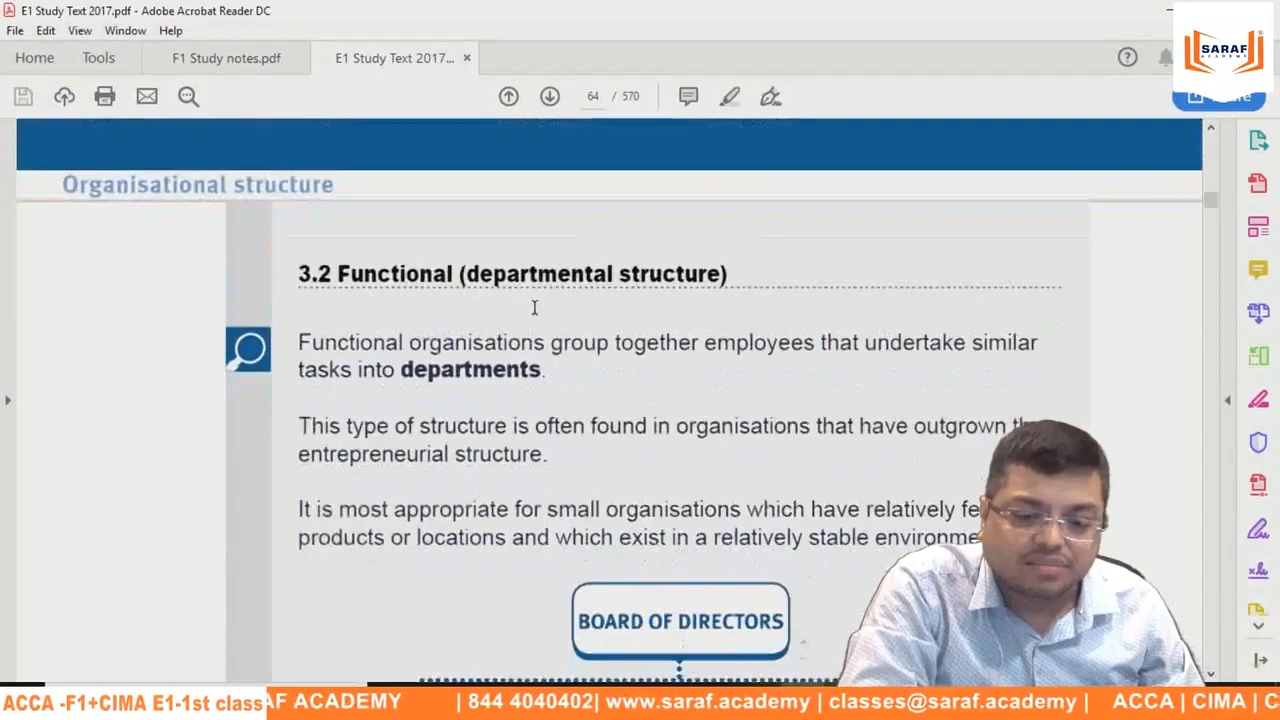 E1 Study Text 2017.pdf - Adobe Acrobat Reader DC
File Edit View Window Help
Home Tools F1 Study notes.pdf E1 Study Text 2017... ×
64 / 570
SARAF
ACADEMY
Organisational structure
3.2 Functional (departmental structure)
Functional organisations group together employees that undertake similar
tasks into departments.
This type of structure is often found in organisations that have outgrown
entrepreneurial structure.
It is most appropriate for small organisations which have relatively
products or locations and which exist in a relatively stable
BOARD OF DIRECTORS
ACCA -F1+CIMA E1-1st class
AF ACADEMY | 844 4040402| www.saraf.academy | classes@saraf.academy | ACCA | CIMA | C